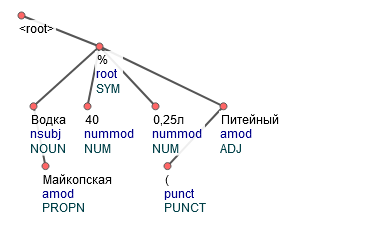 <root>
%
root
SYM
Водка 40 0,25л Питейный
nsubj nummod nummod amod
NOUN NUM NUM ADJ
Майкопская (
amod punct
PROPN PUNCT